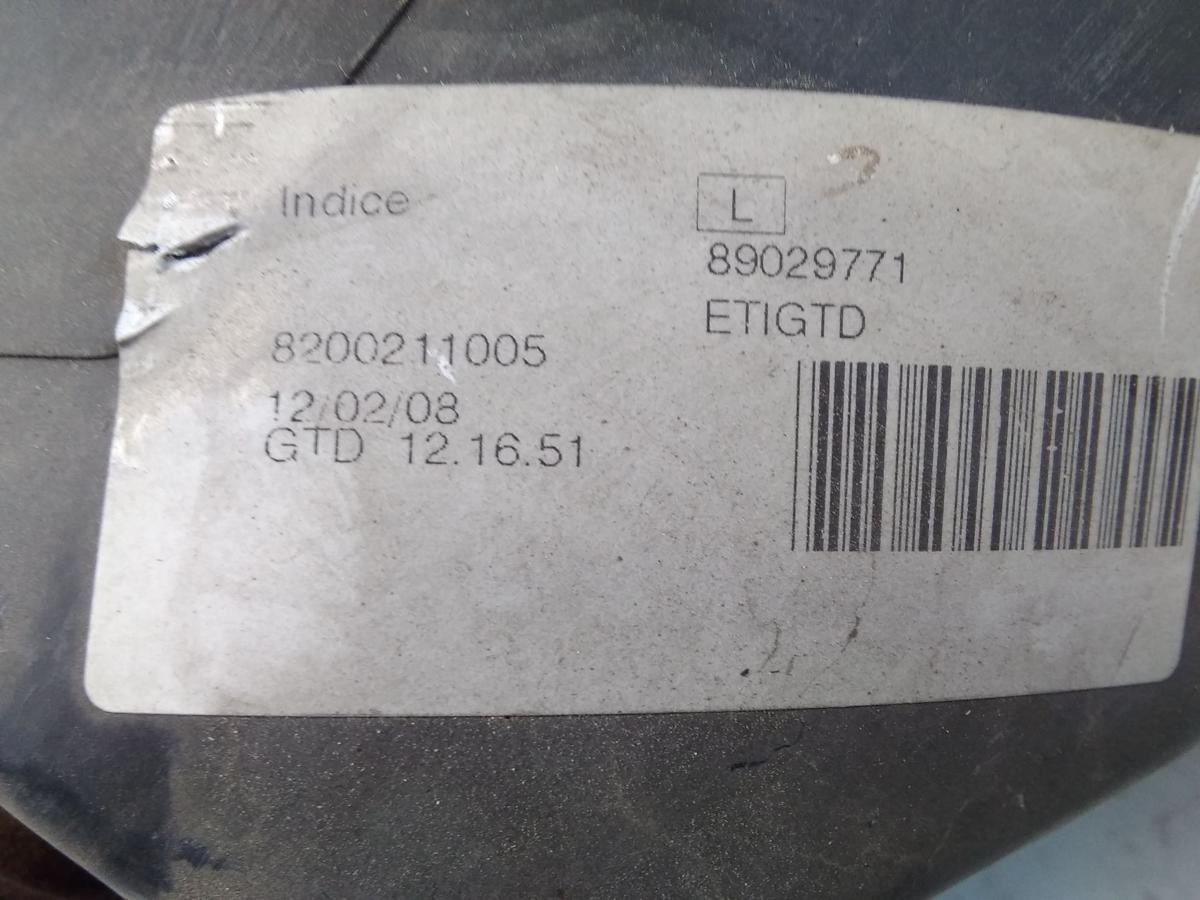 Indice
L
89029771
ETIGTD
8200211005
12/02/08
GTD 12.16.51